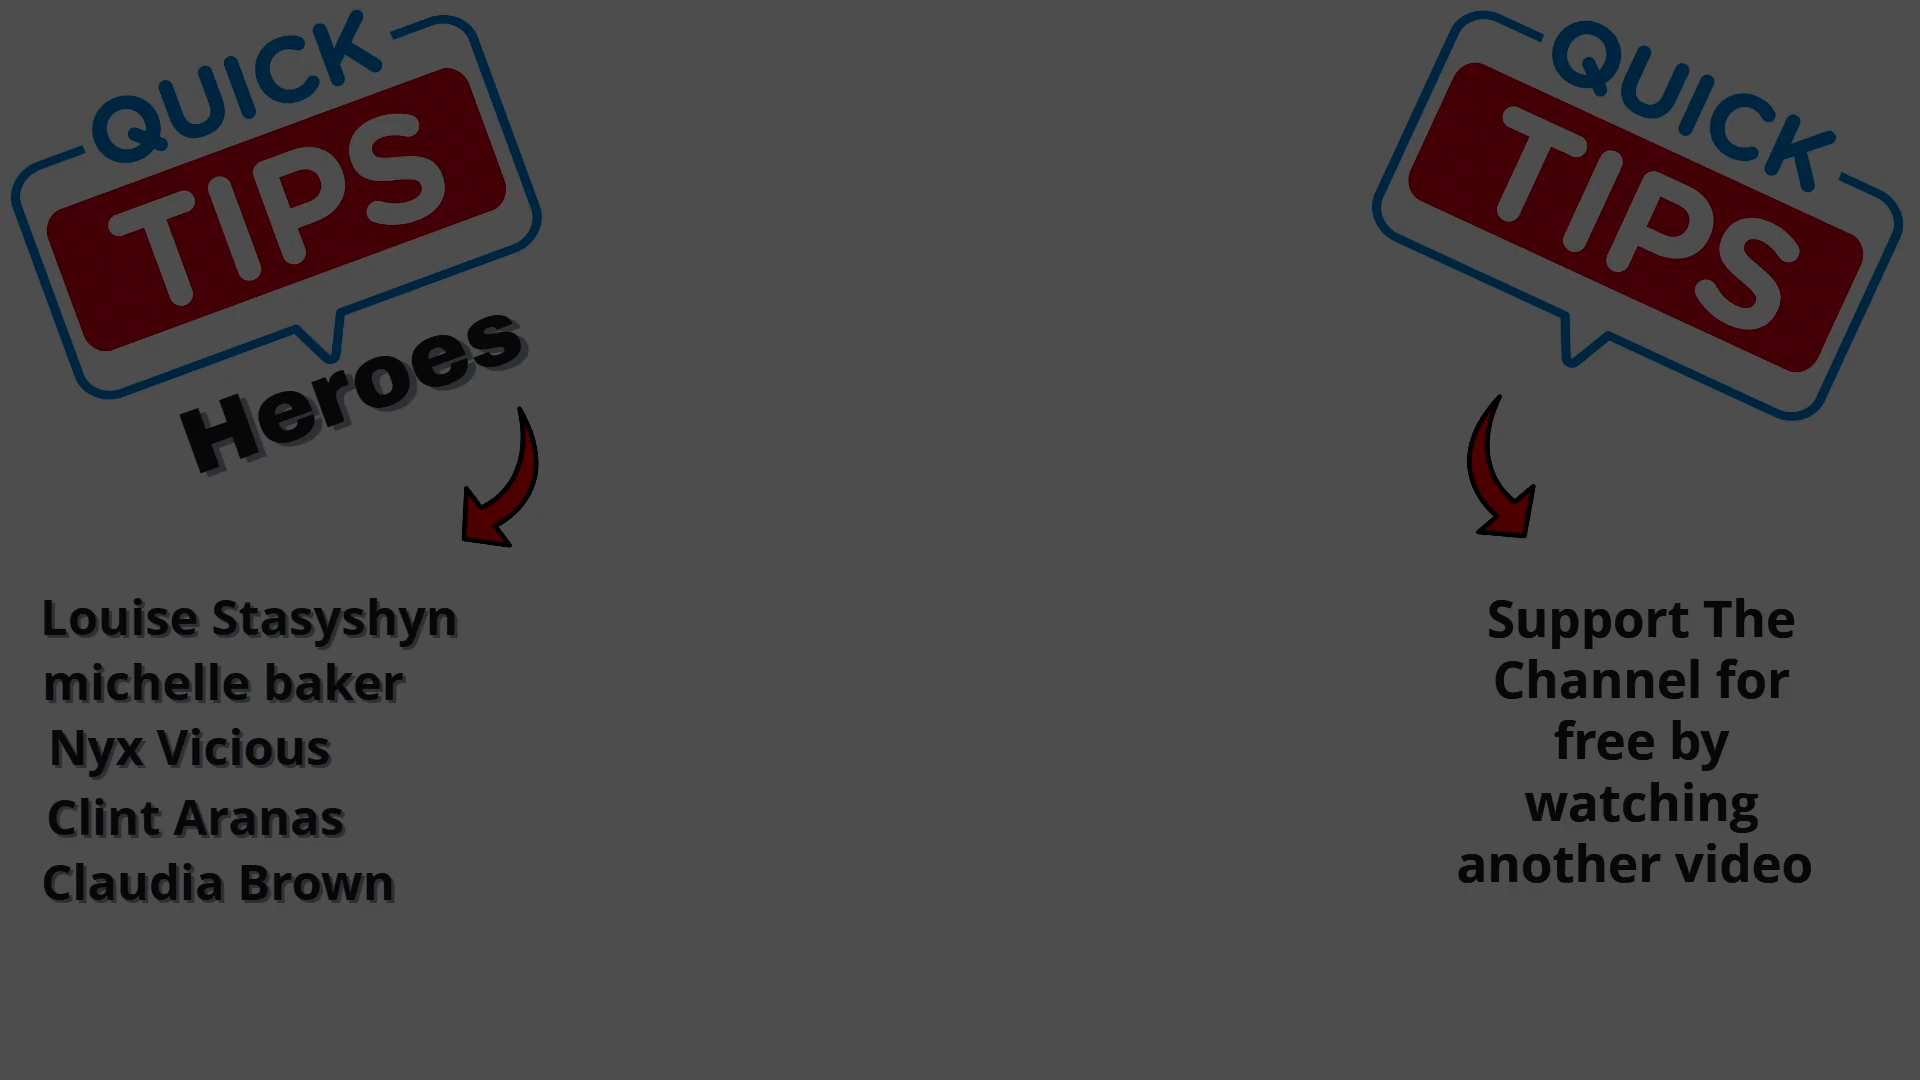 QUICK
TIPS
Heroes
Louise Stasyshyn
michelle baker
Nyx Vicious
Clint Aranas
Claudia Brown
QUICK
TIPS
Support The
Channel for
free by
watching
another video